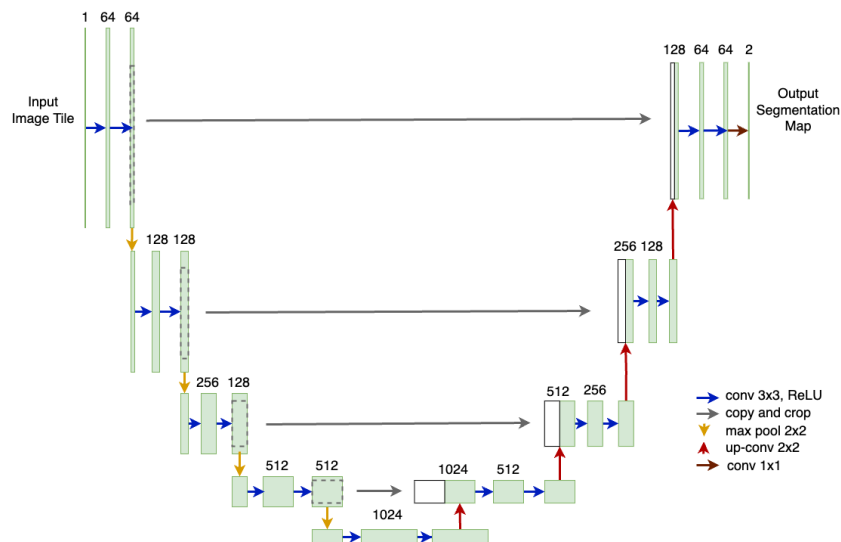 1 64 64
128 64 64 2
Input
Image Tile
Output
Segmentation
Map
128 128
256 128
256 128
512 256
512 512
1024 512
1024
conv 3x3, ReLU
copy and crop
max pool 2x2
up-conv 2x2
conv 1x1